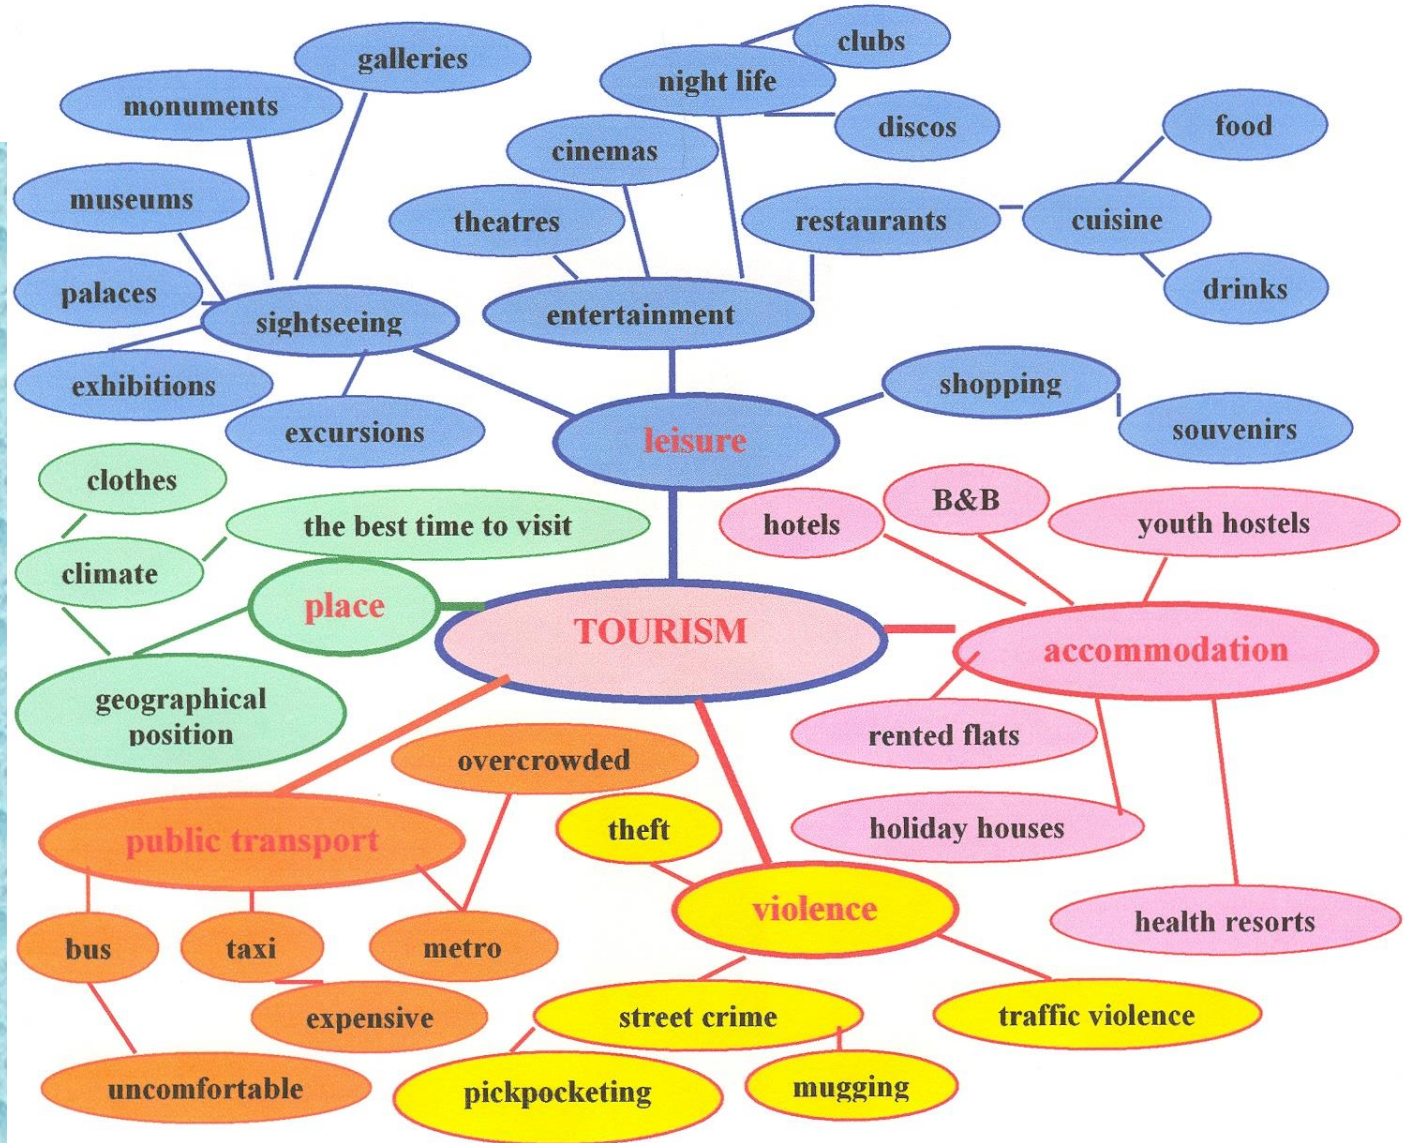 galleries
clubs
monuments
night life
discos
food
cinemas
museums
theatres
restaurants
cuisine
palaces
drinks
sightseeing
entertainment
exhibitions
shopping
excursions
leisure
souvenirs
clothes
the best time to visit
hotels
B&B
youth hostels
climate
place
TOURISM
accommodation
geographical
position
rented flats
overcrowded
public transport
theft
holiday houses
violence
health resorts
bus
taxi
metro
expensive
street crime
traffic violence
uncomfortable
pickpocketing
mugging